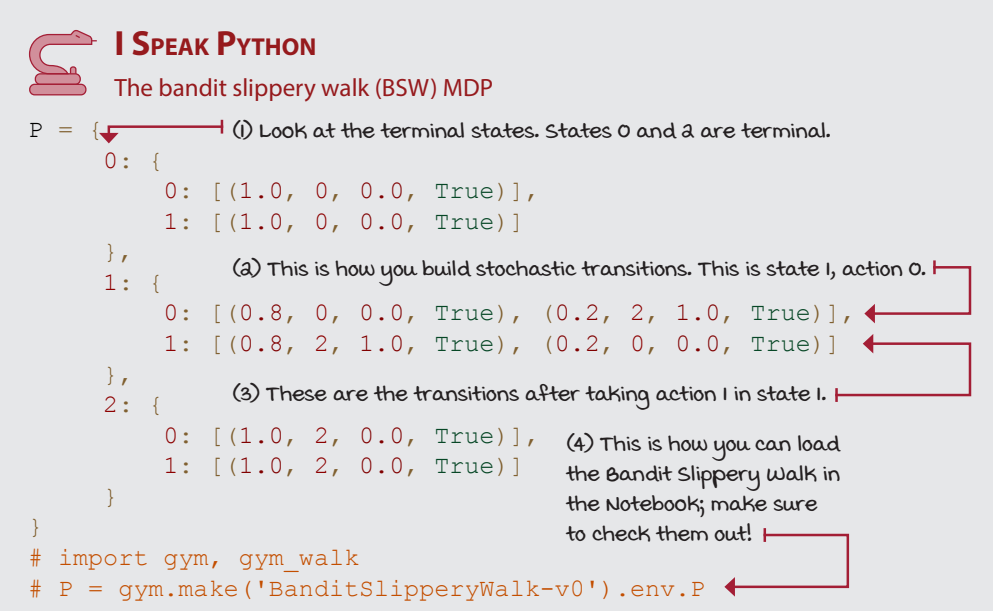 I Speak Python
The bandit slippery walk (BSW) MDP
P = {
(1) Look at the terminal states. States 0 and 2 are terminal.
0: {
0: [(1.0, 0, 0.0, True)],
1: [(1.0, 0, 0.0, True)]
},
(2) This is how you build stochastic transitions. This is state 1, action 0.
1: {
0: [(0.8, 0, 0.0, True), (0.2, 2, 1.0, True)],
1: [(0.8, 2, 1.0, True), (0.2, 0, 0.0, True)]
},
(3) These are the transitions after taking action 1 in state 1.
2: {
0: [(1.0, 2, 0.0, True)],
1: [(1.0, 2, 0.0, True)]
}
}
(4) This is how you can load
the Bandit Slippery Walk in
the Notebook; make sure
to check them out!
# import gym, gym_walk
# P = gym.make('BanditSlipperyWalk-v0').env.P